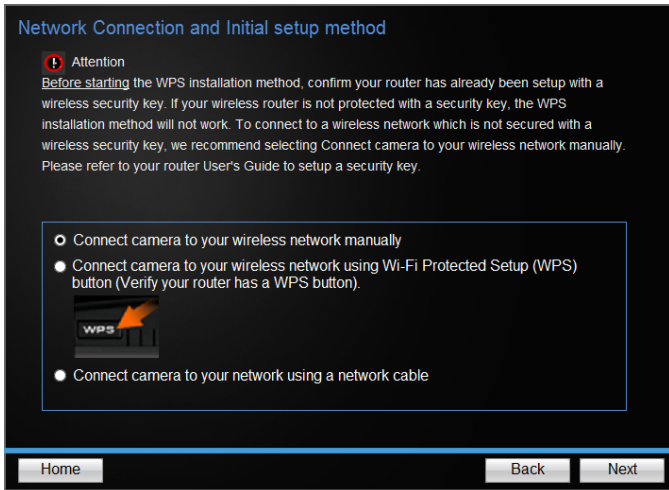 Network Connection and Initial setup method
Attention
Before starting the WPS installation method, confirm your router has already been setup with a
wireless security key. If your wireless router is not protected with a security key, the WPS
installation method will not work. To connect to a wireless network which is not secured with a
wireless security key, we recommend selecting Connect camera to your wireless network manually.
Please refer to your router User's Guide to setup a security key.
Connect camera to your wireless network manually
Connect camera to your wireless network using Wi-Fi Protected Setup (WPS)
button (Verify your router has a WPS button).
WPS
Connect camera to your network using a network cable
Home Back Next